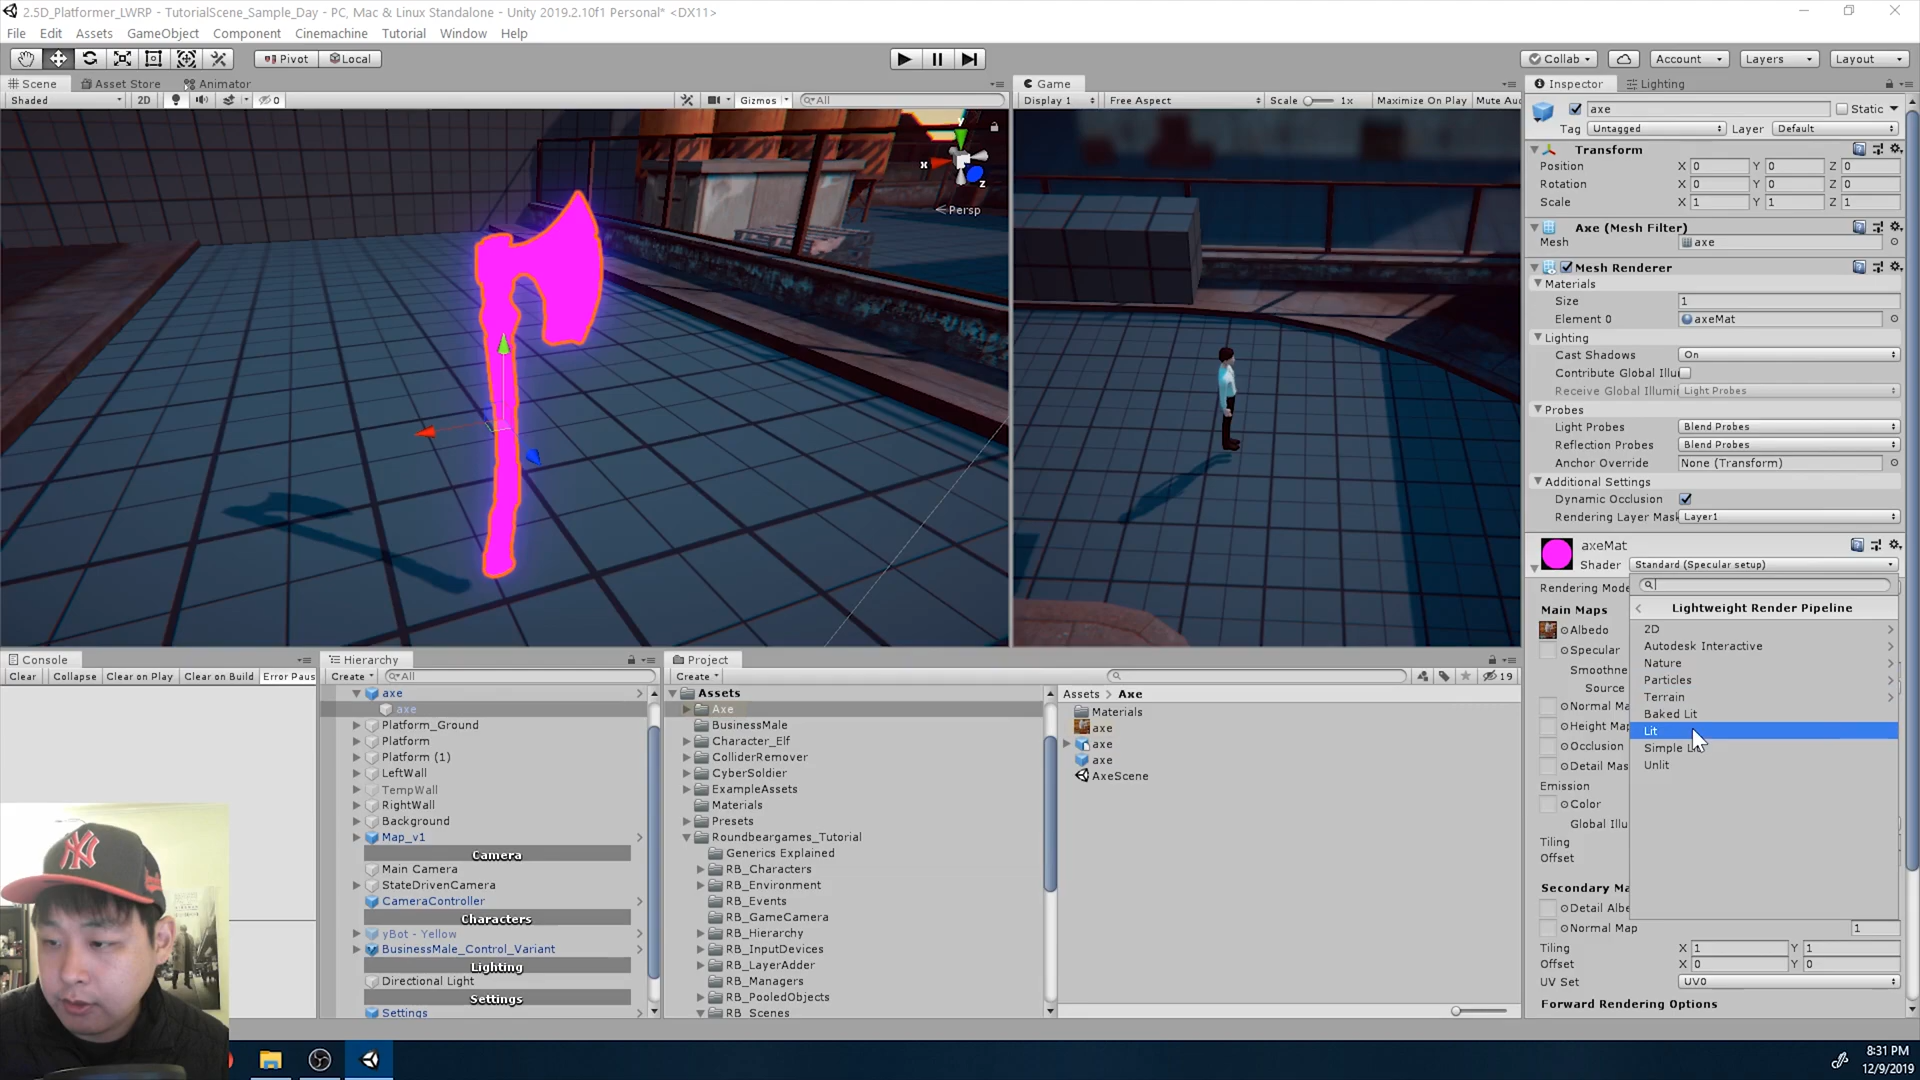 2.5D_Platformer_LWRP - TutorialScene_Sample_Day - PC, Mac & Linux Standalone - Unity 2019.2.10f1 Personal* <DX11>
File Edit Assets GameObject Component Cinemachine Tutorial Window Help
Pivot Local Collab Account Layers Layout
Scene Asset Store Animator Game Inspector Lighting
Shaded 2D 0 Gizmos All Display 1 Free Aspect Scale 1x Maximize On Play Mute Au
axe Static
Tag Untagged Layer Default
Transform
Position X 0 Y 0 Z 0
Rotation X 0 Y 0 Z 0
Scale X 1 Y 1 Z 1
y
x
z
Persp
Axe (Mesh Filter)
Mesh axe
Mesh Renderer
Materials
Size 1
Element 0 axeMat
Lighting
Cast Shadows On
Contribute Global Illu
Receive Global Illumir Light Probes
Probes
Light Probes Blend Probes
Reflection Probes Blend Probes
Anchor Override None (Transform)
Additional Settings
Dynamic Occlusion
Rendering Layer Mask Layer1
axeMat
Shader Standard (Specular setup)
Rendering Mode
Lightweight Render Pipeline
2D
Autodesk Interactive
Nature
Particles
Terrain
Baked Lit
Lit
Simple Lit
Unlit
Main Maps
Albedo
Specular
Smoothne
Source
Normal Ma
Height Map
Occlusion
Detail Mas
Emission
Color
Global Illu
Tiling
Offset
Secondary Ma
Detail Albe
Normal Map 1
Tiling X 1 Y 1
Offset X 0 Y 0
UV Set UV0
Forward Rendering Options
Console
Clear Collapse Clear on Play Clear on Build Error Paus
Hierarchy
Create All
axe
axe
Platform_Ground
Platform
Platform (1)
LeftWall
TempWall
RightWall
Background
Map_v1
Camera
Main Camera
StateDrivenCamera
CameraController
Characters
yBot - Yellow
BusinessMale_Control_Variant
Lighting
Directional Light
Settings
Settings
Project
Create 19
Assets
Axe
BusinessMale
Character_Elf
ColliderRemover
CyberSoldier
ExampleAssets
Materials
Presets
Roundbeargames_Tutorial
Generics Explained
RB_Characters
RB_Environment
RB_Events
RB_GameCamera
RB_Hierarchy
RB_InputDevices
RB_LayerAdder
RB_Managers
RB_PooledObjects
RB_Scenes
Assets > Axe
Materials
axe
axe
axe
AxeScene
8:31 PM
12/9/2019